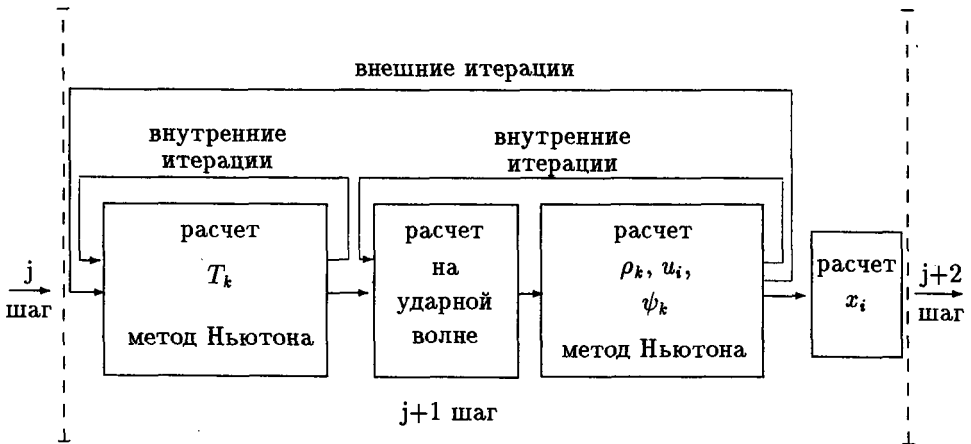 внешние итерации
внутренние
итерации
внутренние
итерации
j
шаг
расчет
T_k
метод Ньютона
расчет
на
ударной
волне
расчет
ρ_k, u_i,
ψ_k
метод Ньютона
расчет
x_i
j+2
шаг
j+1 шаг